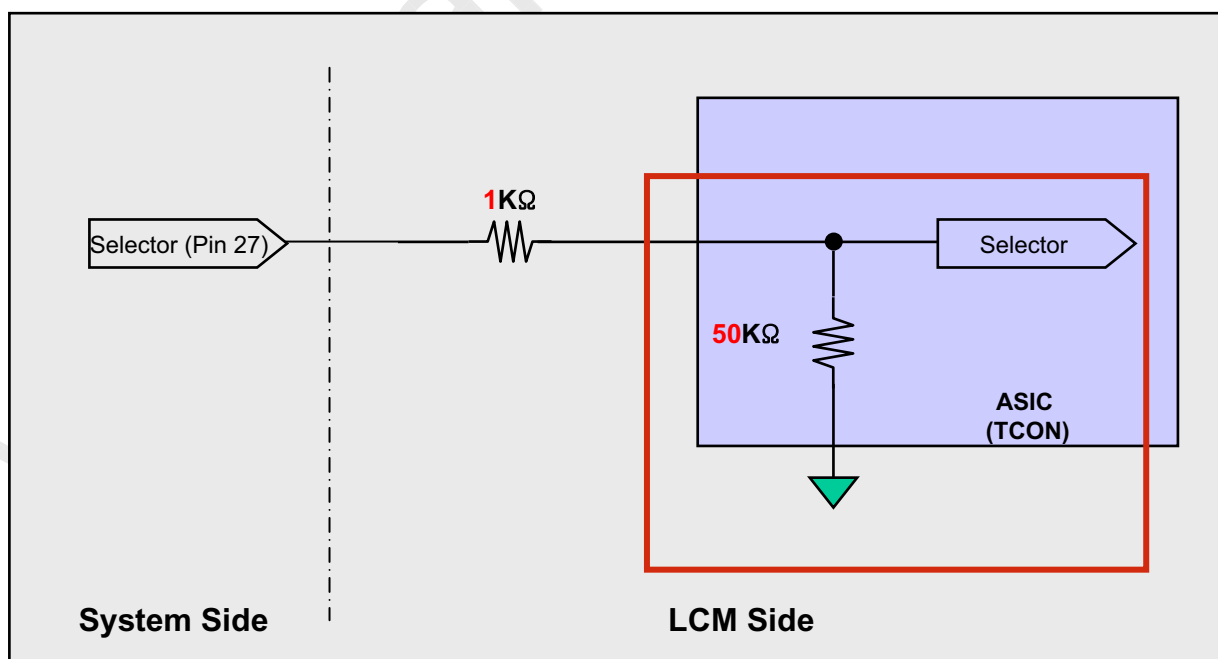 1KΩ
Selector (Pin 27)
Selector
50KΩ
ASIC
(TCON)
System Side
LCM Side